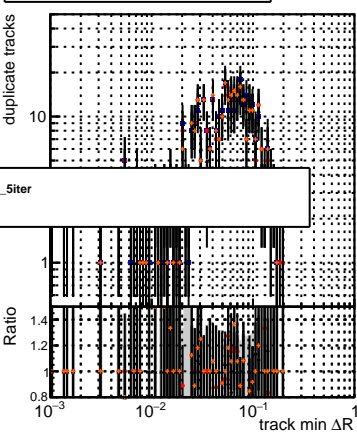 duplicate tracks
10
_5iter
1
Ratio
1.4
1.2
1
0.8
10⁻³ 10⁻² 10⁻¹ 1
track min ΔR